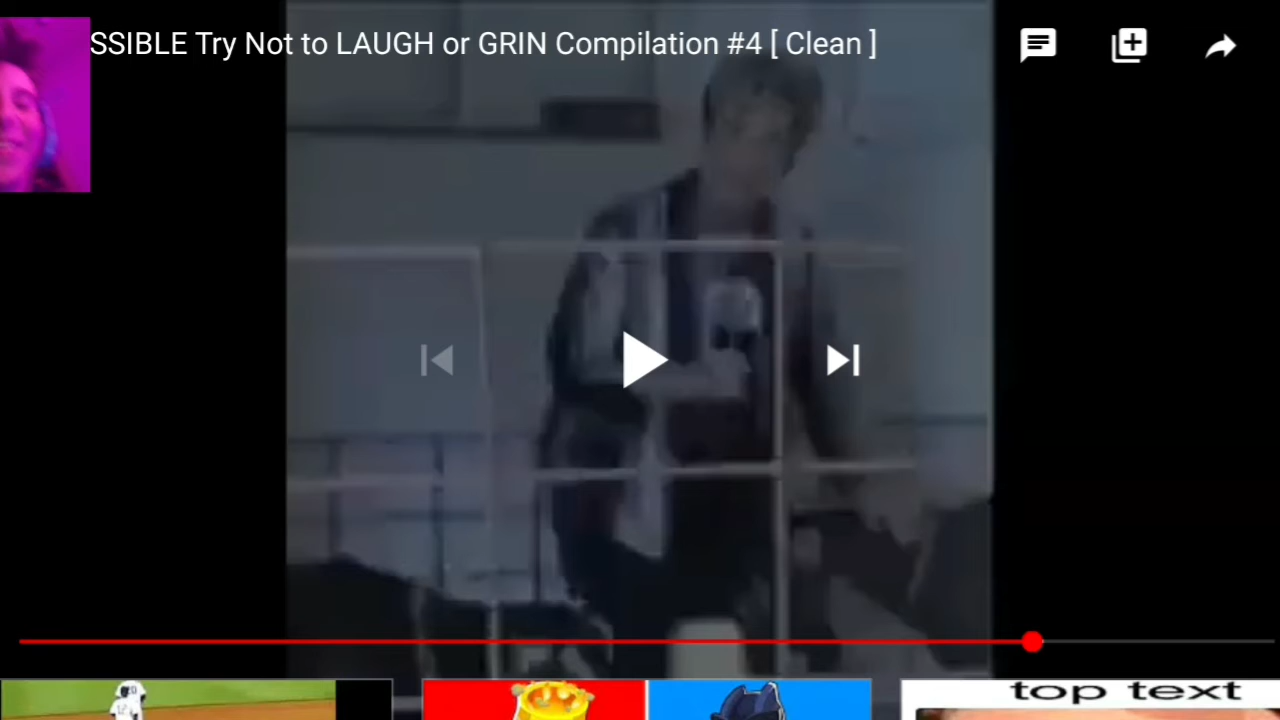 SSIBLE Try Not to LAUGH or GRIN Compilation #4 [ Clean ]
top text